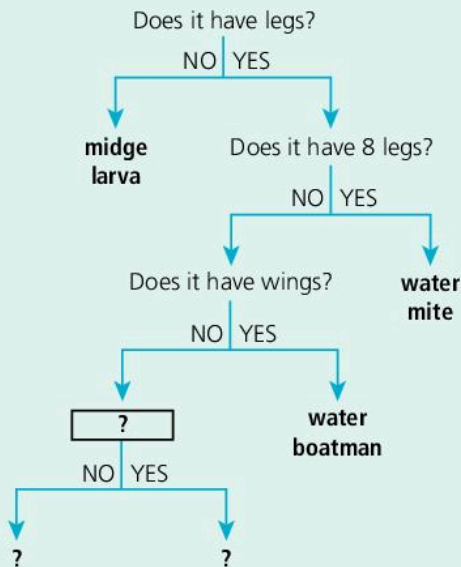 Does it have legs?
NO YES
midge
larva
Does it have 8 legs?
NO YES
Does it have wings?
water
mite
NO YES
?
water
boatman
NO YES
?
?